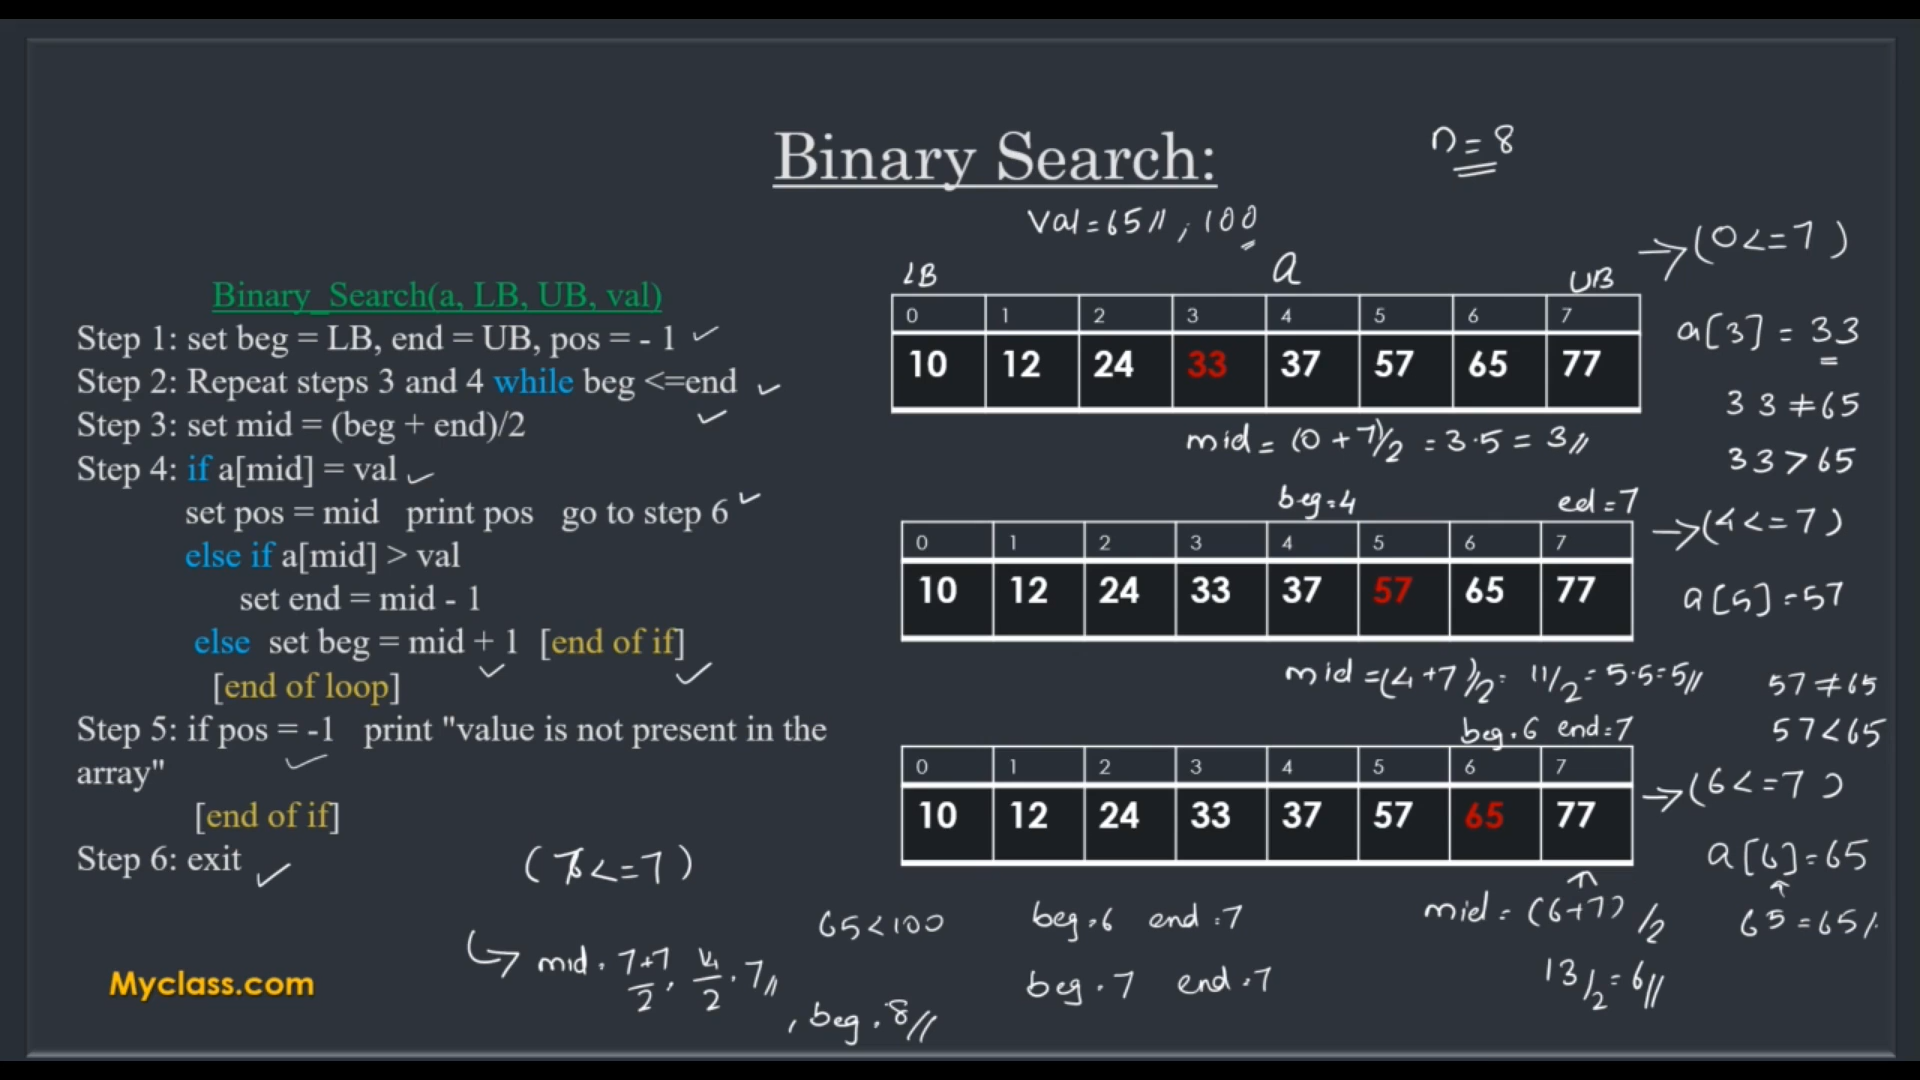 Binary Search:
n = 8
Val = 65 // , 100
Binary_Search(a, LB, UB, val)
Step 1: set beg = LB, end = UB, pos = - 1
Step 2: Repeat steps 3 and 4 while beg <=end
Step 3: set mid = (beg + end)/2
Step 4: if a[mid] = val
set pos = mid print pos go to step 6
else if a[mid] > val
set end = mid - 1
else set beg = mid + 1 [end of if]
[end of loop]
Step 5: if pos = -1 print "value is not present in the
array"
[end of if]
Step 6: exit
LB a UB
0 1 2 3 4 5 6 7
10 12 24 33 37 57 65 77
mid = (0 + 7)/2 = 3.5 = 3 //
→ (0 <= 7)
a[3] = 33
33 ≠ 65
33 > 65
beg = 4 ed = 7
0 1 2 3 4 5 6 7
10 12 24 33 37 57 65 77
mid = (4 + 7)/2 = 11/2 = 5.5 = 5 //
→ (4 <= 7)
a[5] = 57
57 ≠ 65
57 < 65
beg = 6 end = 7
0 1 2 3 4 5 6 7
10 12 24 33 37 57 65 77
→ (6 <= 7)
a[6] = 65
65 = 65
mid = (6+7)/2
13/2 = 6 //
65 < 100
beg = 6 end = 7
beg = 7 end = 7
<= 7)
mid = 7+7/2 = /2 = 7 //
, beg = 8 //
Myclass.com